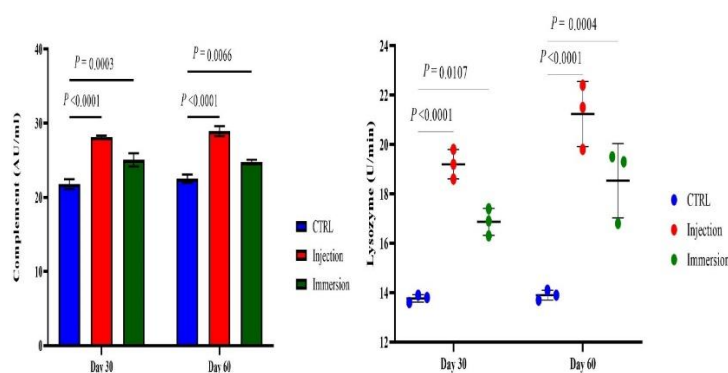 Complement (AU/ml)
40
30
20
10
0
P = 0.0003
P <0.0001
P = 0.0066
P <0.0001
Day 30
Day 60
CTRL
Injection
Immersion
Lysozyme (U/min)
24
22
20
18
16
14
12
P = 0.0107
P <0.0001
P = 0.0004
P <0.0001
Day 30
Day 60
CTRL
Injection
Immersion